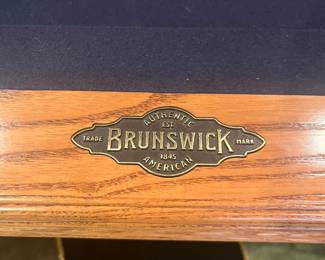 AUTHENTIC
EST.
TRADE BRUNSWICK MARK
1845
AMERICAN